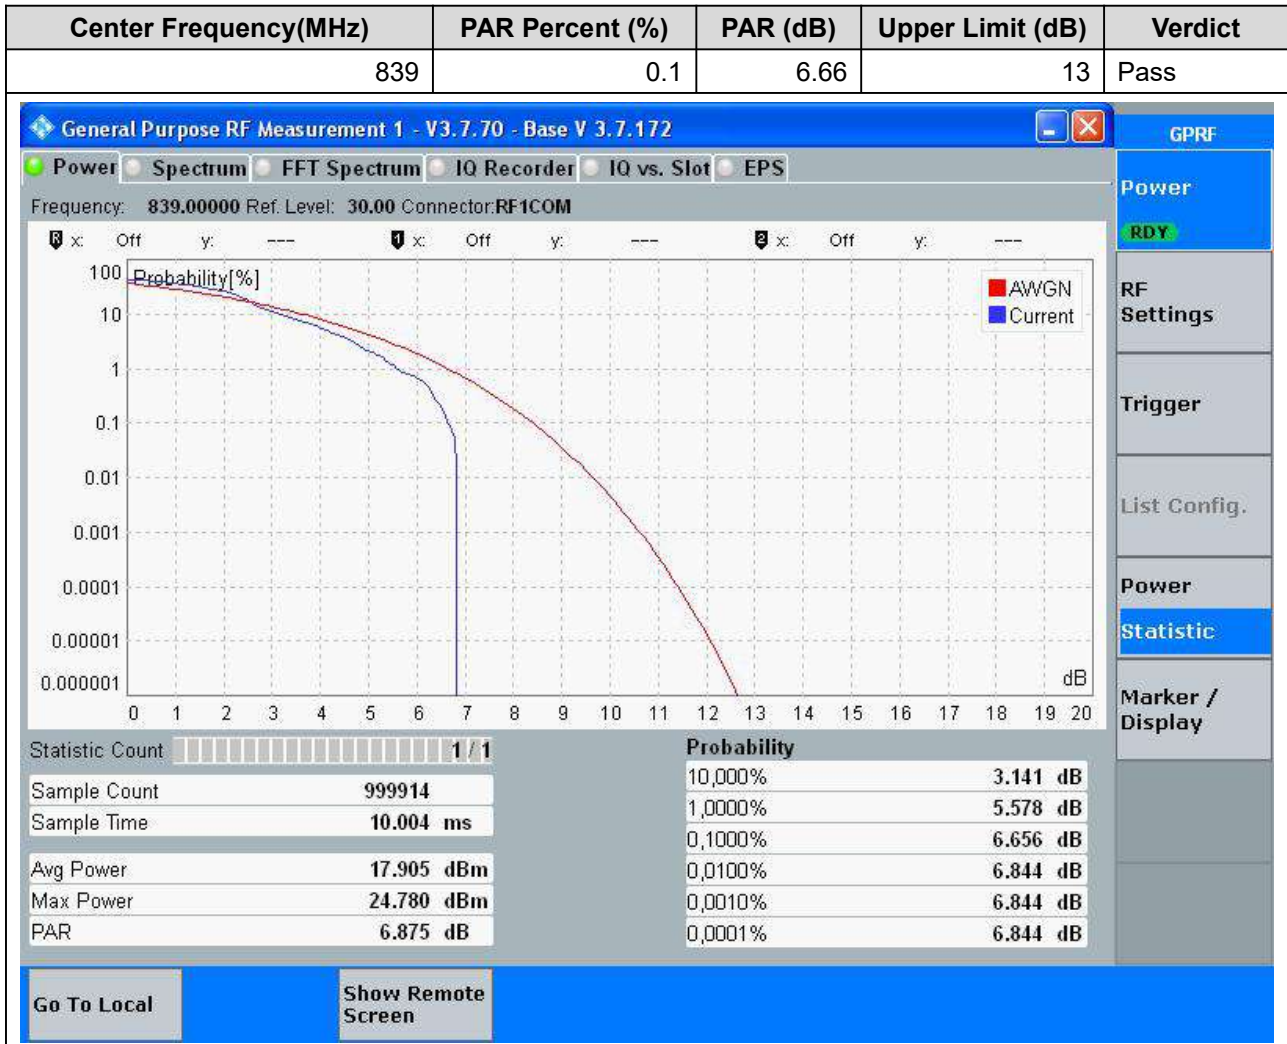 Center Frequency(MHz) PAR Percent (%) PAR (dB) Upper Limit (dB) Verdict
839 0.1 6.66 13 Pass
General Purpose RF Measurement 1 - V3.7.70 - Base V 3.7.172
GPRF
Power Spectrum FFT Spectrum IQ Recorder IQ vs. Slot EPS
Power
RDY
Frequency: 839.00000 Ref. Level: 30.00 Connector:RF1COM
R x: Off y: --- 1 x: Off y: --- 2 x: Off y: ---
Probability[%]
AWGN
Current
100
10
1
0.1
0.01
0.001
0.0001
0.00001
0.000001
dB
0 1 2 3 4 5 6 7 8 9 10 11 12 13 14 15 16 17 18 19 20
RF
Settings
Trigger
List Config.
Power
Statistic
Marker /
Display
Statistic Count 1 / 1
Sample Count 999914
Sample Time 10.004 ms
Avg Power 17.905 dBm
Max Power 24.780 dBm
PAR 6.875 dB
Probability
10,000% 3.141 dB
1,0000% 5.578 dB
0,1000% 6.656 dB
0,0100% 6.844 dB
0,0010% 6.844 dB
0,0001% 6.844 dB
Go To Local
Show Remote
Screen